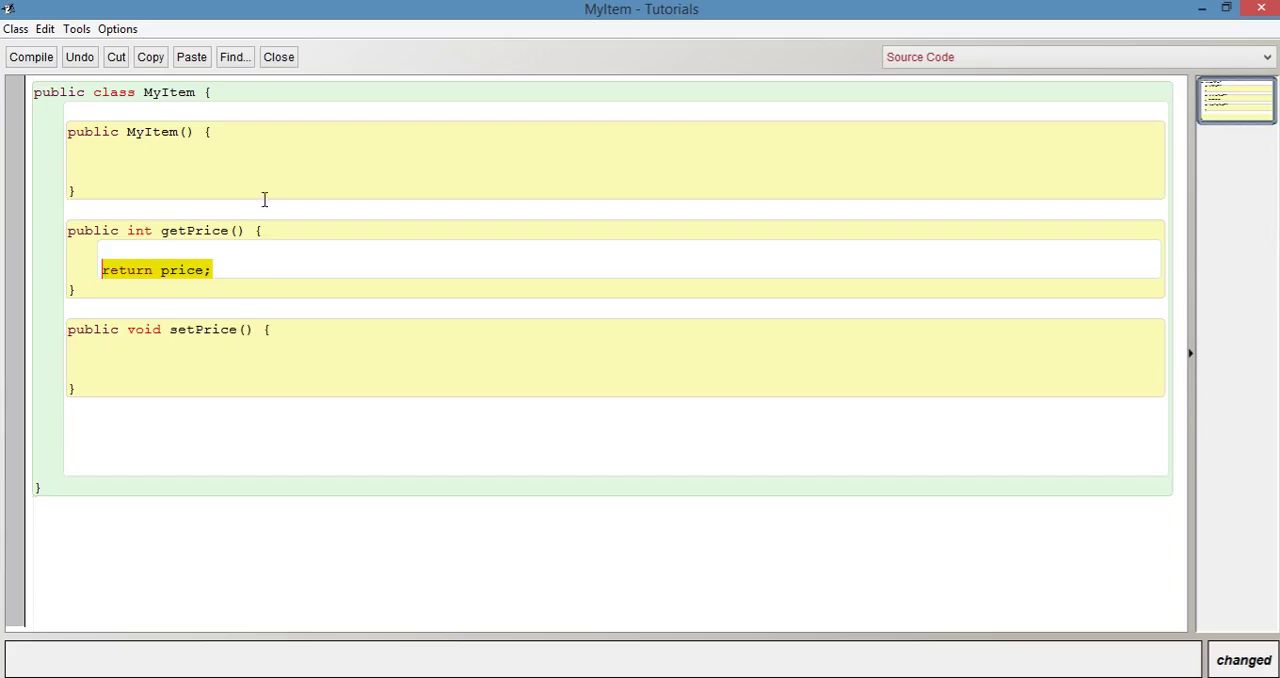 MyItem - Tutorials
Class Edit Tools Options
Compile Undo Cut Copy Paste Find... Close Source Code
public class MyItem {
public MyItem() {
}
public int getPrice() {
return price;
}
public void setPrice() {
}
}
changed